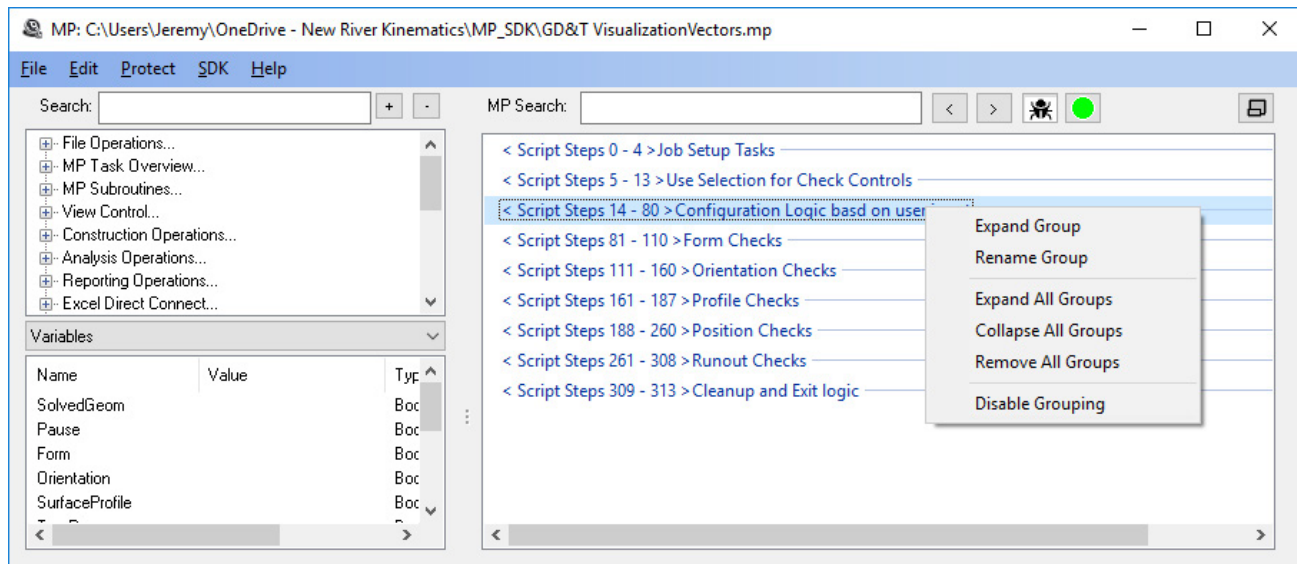 MP: C:\Users\Jeremy\OneDrive - New River Kinematics\MP_SDK\GD&T VisualizationVectors.mp
File Edit Protect SDK Help
Search: + -
File Operations...
MP Task Overview...
MP Subroutines...
View Control...
Construction Operations...
Analysis Operations...
Reporting Operations...
Excel Direct Connect...
Variables
Name Value Typ
SolvedGeom Boo
Pause Boo
Form Boo
Orientation Boo
SurfaceProfile Boo
MP Search: < >
< Script Steps 0 - 4 >Job Setup Tasks
< Script Steps 5 - 13 >Use Selection for Check Controls
< Script Steps 14 - 80 >Configuration Logic basd on user
< Script Steps 81 - 110 >Form Checks
< Script Steps 111 - 160 >Orientation Checks
< Script Steps 161 - 187 >Profile Checks
< Script Steps 188 - 260 >Position Checks
< Script Steps 261 - 308 >Runout Checks
< Script Steps 309 - 313 >Cleanup and Exit logic
Expand Group
Rename Group
Expand All Groups
Collapse All Groups
Remove All Groups
Disable Grouping